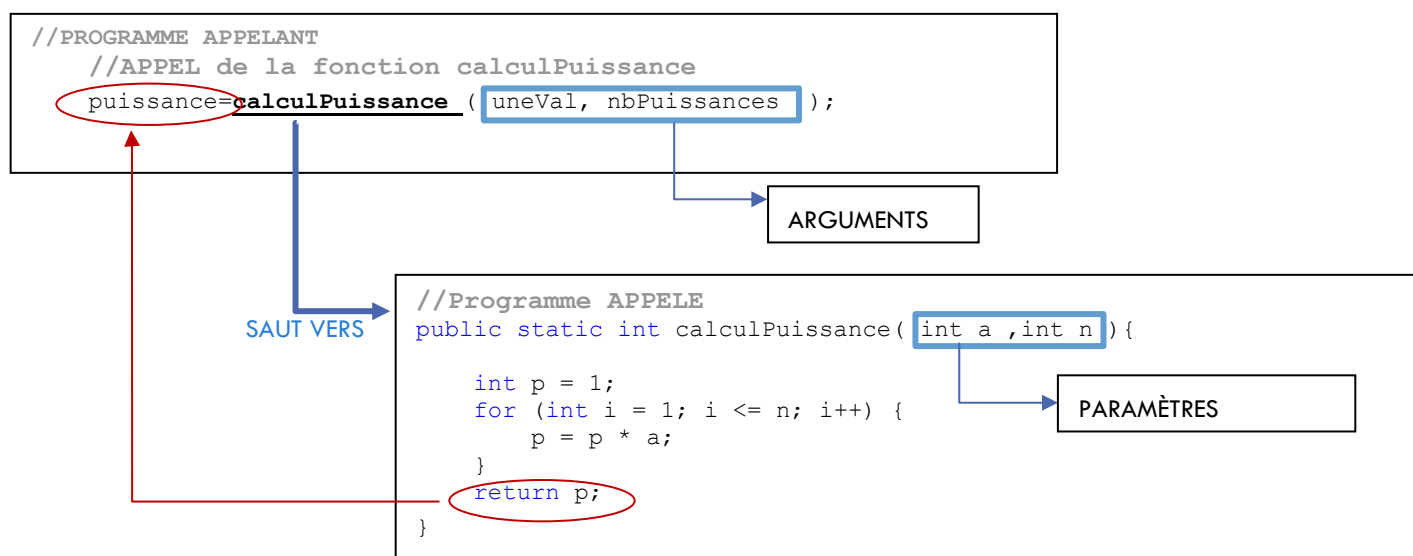 //PROGRAMME APPELANT
//APPEL de la fonction calculPuissance
puissance=calculPuissance ( uneVal, nbPuissances );
ARGUMENTS
SAUT VERS
//Programme APPELE
public static int calculPuissance( int a ,int n ){
int p = 1;
for (int i = 1; i <= n; i++) {
p = p * a;
}
return p;
}
PARAMÈTRES